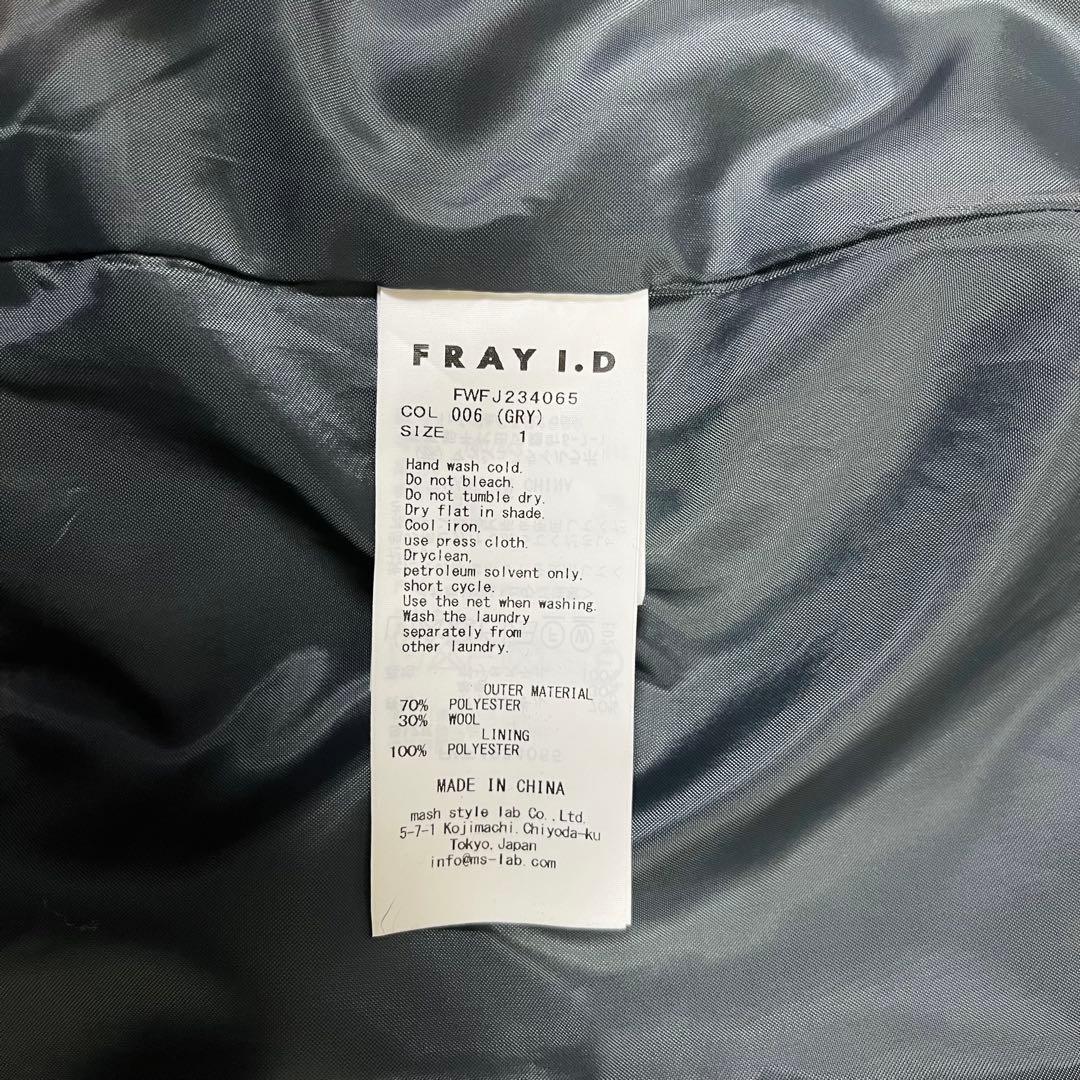 FRAY I.D
FWFJ234065
COL 006 (GRY)
SIZE 1
Hand wash cold.
Do not bleach.
Do not tumble dry.
Dry flat in shade.
Cool iron,
use press cloth.
Dryclean,
petroleum solvent only.
short cycle.
Use the net when washing.
Wash the laundry
separately from
other laundry.
OUTER MATERIAL
70% POLYESTER
30% WOOL
LINING
100% POLYESTER
MADE IN CHINA
mash style lab Co.,Ltd.
5-7-1 Kojimachi.Chiyoda-ku
Tokyo,Japan
info@ms-lab.com